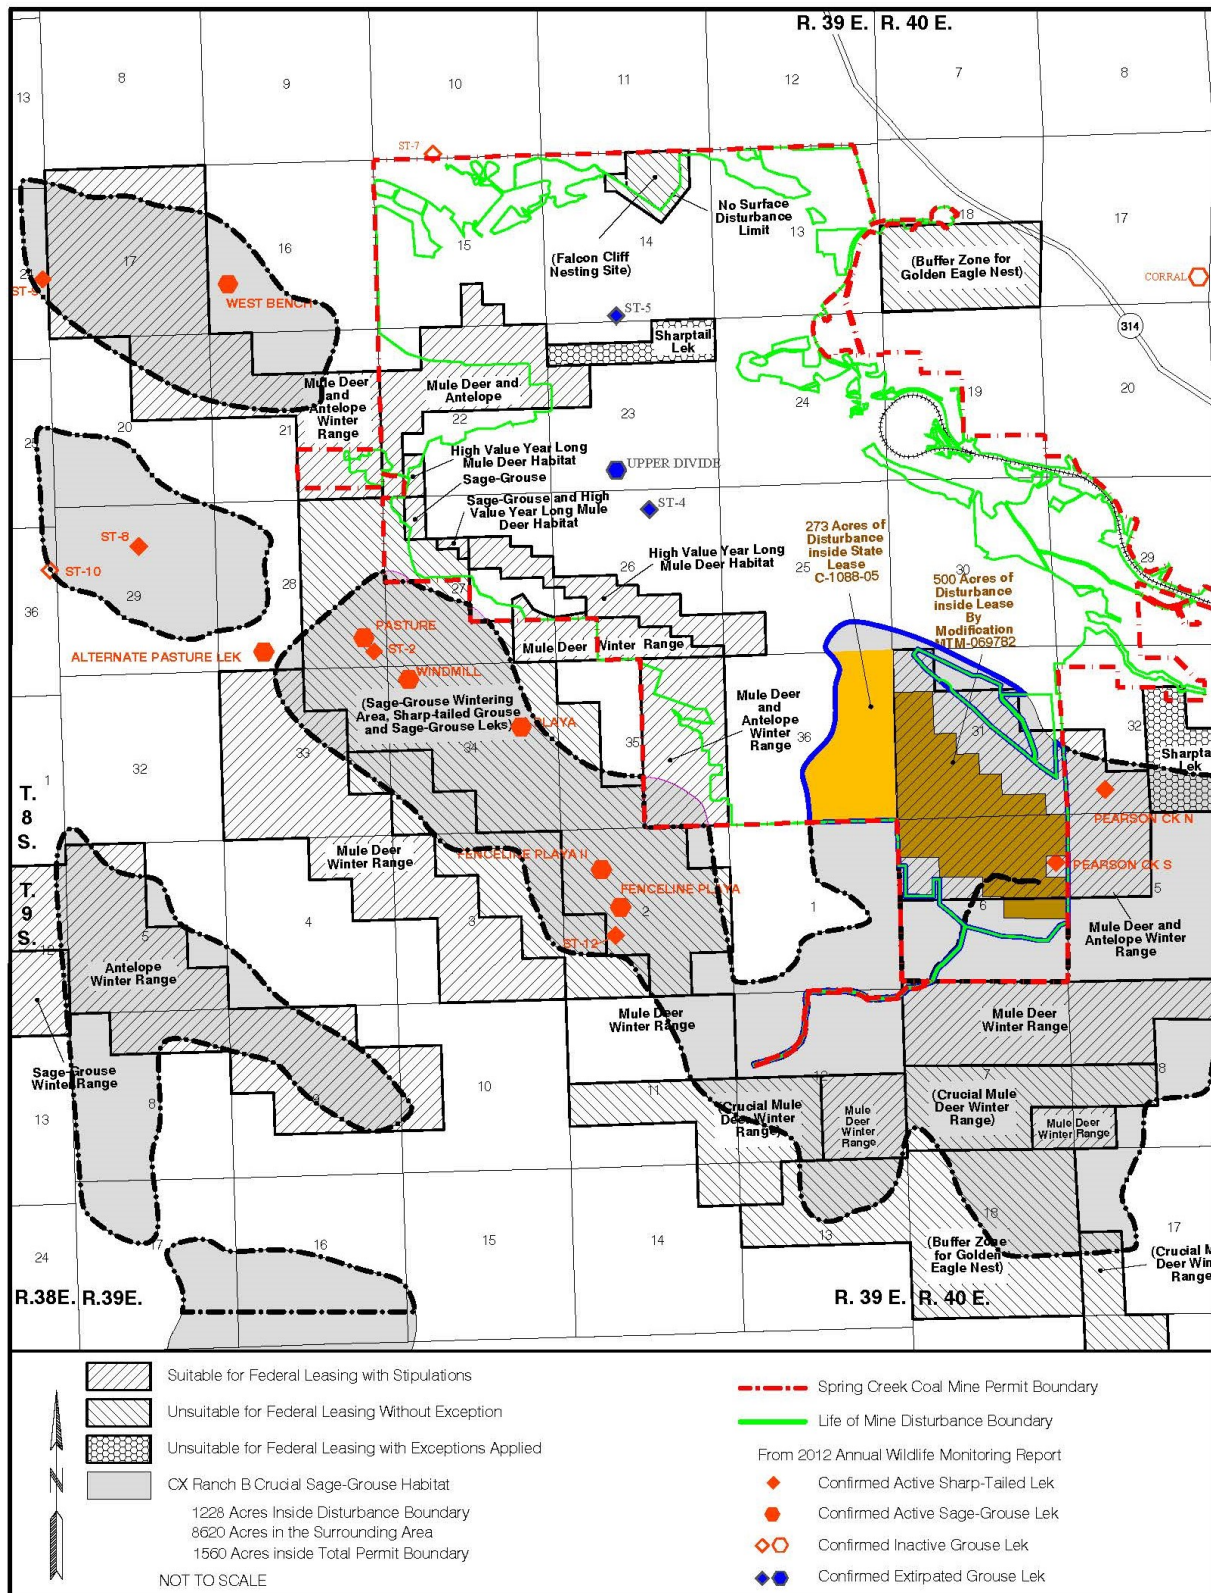 R. 39 E.
R. 40 E.
8
9
10
11
12
7
8
13
ST-7
18
17
No Surface
Disturbance
Limit
13
14
15
16
17
(Falcon Cliff
Nesting Site)
(Buffer Zone for
Golden Eagle Nest)
CORRAL
ST-9
WEST BENCH
ST-5
Sharptail
Lek
314
Mule Deer
and
Antelope
Winter
Range
Mule Deer and
Antelope
19
20
24
23
22
21
20
25
High Value Year Long
Mule Deer Habitat
Sage-Grouse
UPPER DIVIDE
Sage-Grouse and High
Value Year Long Mule
Deer Habitat
ST-4
273 Acres of
Disturbance
inside State
Lease
C-1088-05
ST-8
ST-10
High Value Year Long
Mule Deer Habitat
26
25
30
29
500 Acres of
Disturbance
inside Lease
By
Modification
MTM-069782
28
27
29
36
PASTURE
ST-2
ALTERNATE PASTURE LEK
Mule Deer Winter Range
WINDMILL
(Sage-Grouse Wintering
Area, Sharp-tailed Grouse
and Sage-Grouse Leks)
PLAYA
Mule Deer
and
Antelope
Winter
Range
36
31
32
35
34
33
32
1
Sharpta
Lek
T.
8
S.
PEARSON CK N
Mule Deer
Winter Range
FENCELINE PLAYA II
PEARSON CK S
FENCELINE PLAYA
T.
9
S.
5
6
1
2
3
4
5
12
ST-12
Mule Deer and
Antelope Winter
Range
Antelope
Winter Range
Mule Deer
Winter Range
Mule Deer
Winter Range
Sage-Grouse
Winter Range
10
11
7
8
9
8
13
(Crucial Mule
Deer Winter
Range)
Mule
Deer
Winter
Range
(Crucial Mule
Deer Winter
Range)
Mule Deer
Winter Range
24
17
16
15
14
13
18
17
(Buffer Zone
for Golden
Eagle Nest)
(Crucial M
Deer Win
Range
R.38E.
R.39E.
R. 39 E.
R. 40 E.
Suitable for Federal Leasing with Stipulations
Unsuitable for Federal Leasing Without Exception
Unsuitable for Federal Leasing with Exceptions Applied
CX Ranch B Crucial Sage-Grouse Habitat
1228 Acres Inside Disturbance Boundary
8620 Acres in the Surrounding Area
1560 Acres inside Total Permit Boundary
NOT TO SCALE
N
Spring Creek Coal Mine Permit Boundary
Life of Mine Disturbance Boundary
From 2012 Annual Wildlife Monitoring Report
Confirmed Active Sharp-Tailed Lek
Confirmed Active Sage-Grouse Lek
Confirmed Inactive Grouse Lek
Confirmed Extirpated Grouse Lek